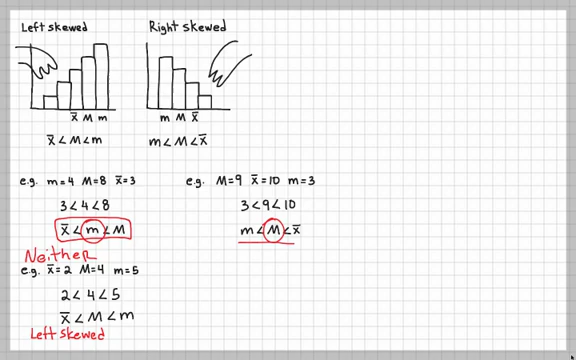 Left skewed
Right skewed
x̄ M m
m M x̄
x̄ < M < m
m < M < x̄
e.g. m=4 M=8 x̄=3
3 < 4 < 8
x̄ < m < M
Neither
e.g. M=9 x̄=10 m=3
3 < 9 < 10
m < M < x̄
e.g. x̄=2 M=4 m=5
2 < 4 < 5
x̄ < M < m
Left skewed